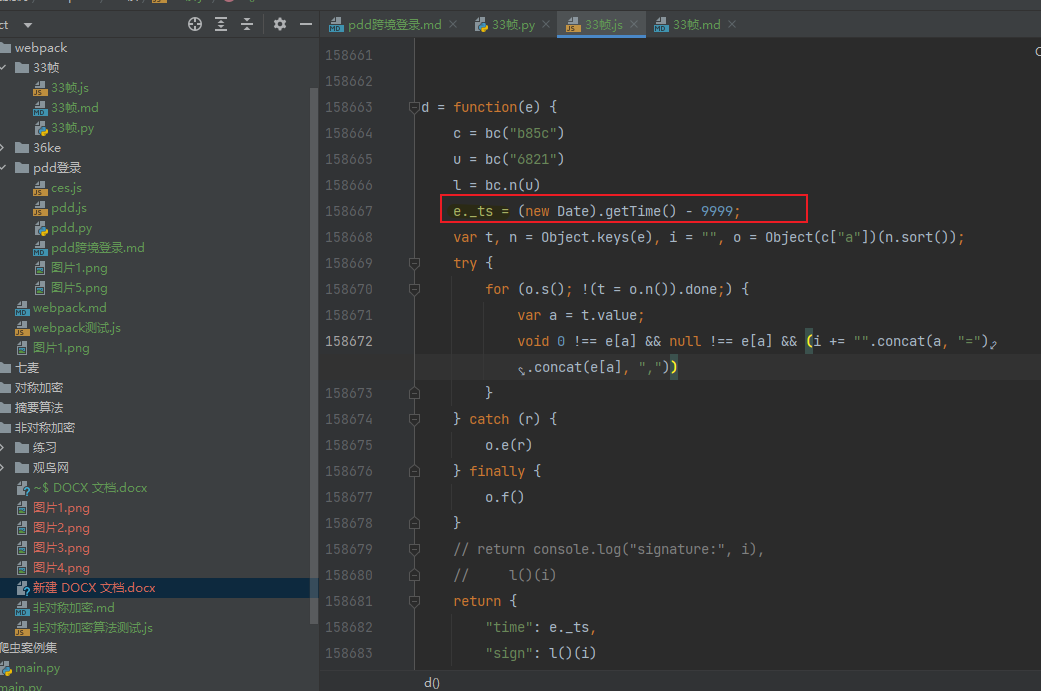 ct
pdd跨境登录.md
33帧.py
33帧.js
33帧.md
webpack
33帧
33帧.js
33帧.md
33帧.py
36ke
pdd登录
ces.js
pdd.js
pdd.py
pdd跨境登录.md
图片1.png
图片5.png
webpack.md
webpack测试.js
图片1.png
七麦
对称加密
摘要算法
非对称加密
练习
观鸟网
~$ DOCX 文档.docx
图片1.png
图片2.png
图片3.png
图片4.png
新建 DOCX 文档.docx
非对称加密.md
非对称加密算法测试.js
爬虫案例集
main.py
main.py
158661
158662
158663 d = function(e) {
158664 c = bc("b85c")
158665 u = bc("6821")
158666 l = bc.n(u)
158667 e._ts = (new Date).getTime() - 9999;
158668 var t, n = Object.keys(e), i = "", o = Object(c["a"])(n.sort());
158669 try {
158670 for (o.s(); !(t = o.n()).done;) {
158671 var a = t.value;
158672 void 0 !== e[a] && null !== e[a] && (i += "".concat(a, "=")
.concat(e[a], ","))
158673 }
158674 } catch (r) {
158675 o.e(r)
158676 } finally {
158677 o.f()
158678 }
158679 // return console.log("signature:", i),
158680 // l()(i)
158681 return {
158682 "time": e._ts,
158683 "sign": l()(i)
d()